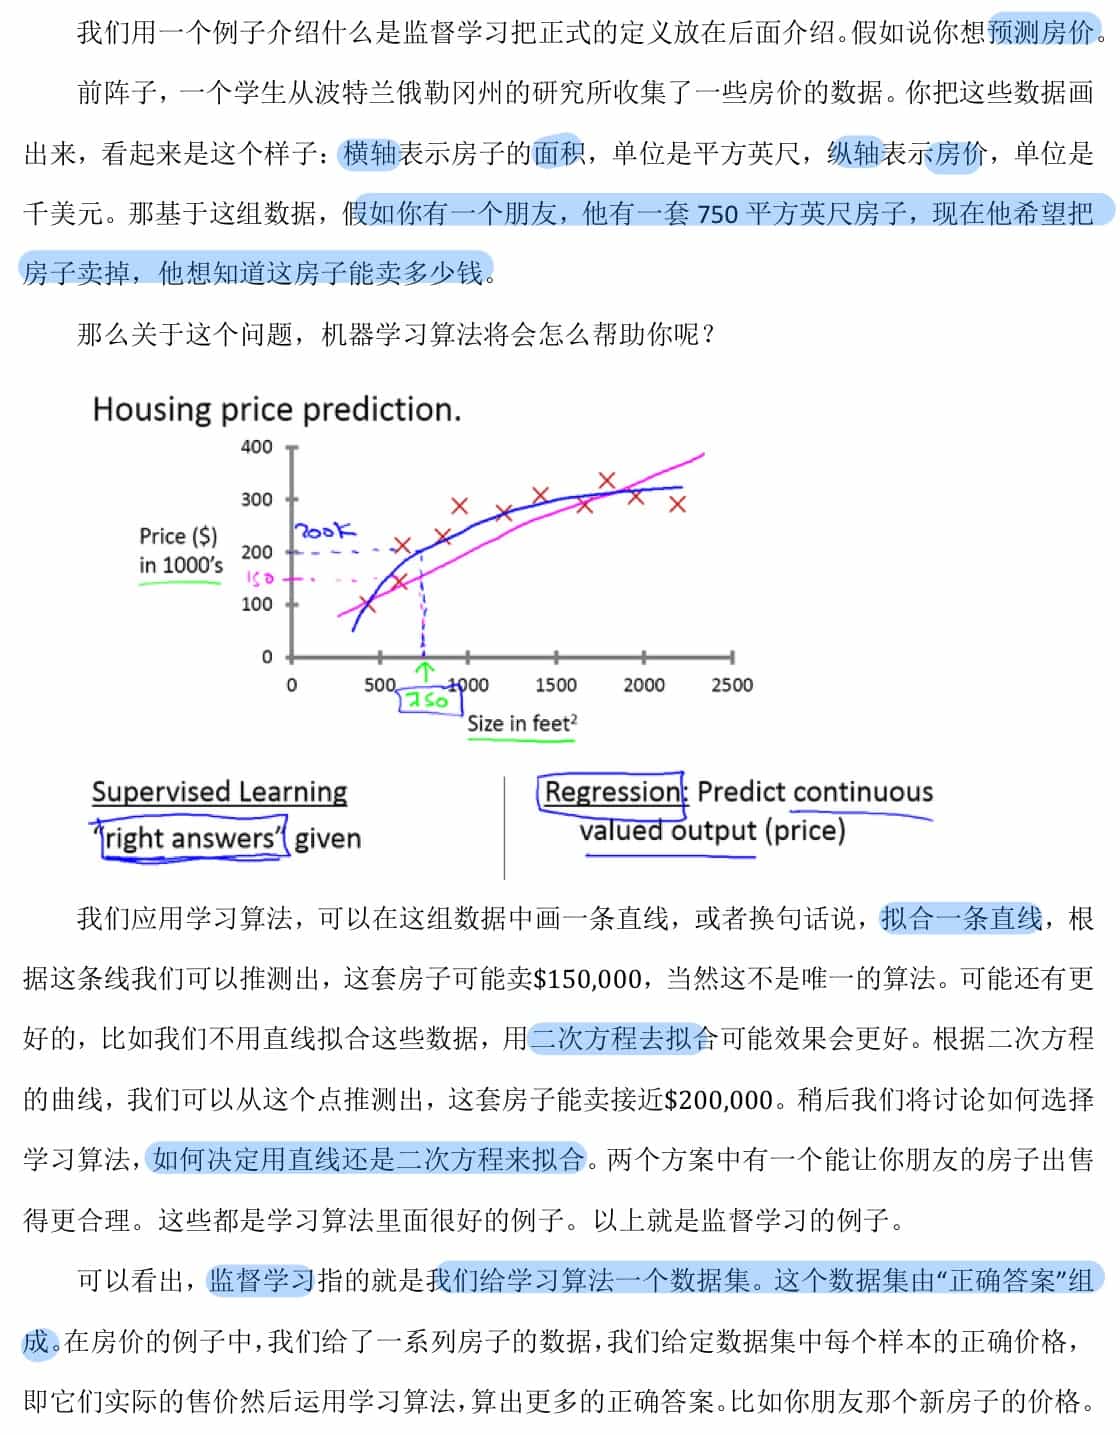 我们用一个例子介绍什么是监督学习把正式的定义放在后面介绍。假如说你想预测房价。
前阵子，一个学生从波特兰俄勒冈州的研究所收集了一些房价的数据。你把这些数据画
出来，看起来是这个样子：横轴表示房子的面积，单位是平方英尺，纵轴表示房价，单位是
千美元。那基于这组数据，假如你有一个朋友，他有一套 750 平方英尺房子，现在他希望把
房子卖掉，他想知道这房子能卖多少钱。
那么关于这个问题，机器学习算法将会怎么帮助你呢？
Housing price prediction.
400
300
200K
Price ($)
200
in 1000's
150
100
0
0 500 1000 1500 2000 2500
750
Size in feet²
Supervised Learning
"right answers" given
Regression: Predict continuous
valued output (price)
我们应用学习算法，可以在这组数据中画一条直线，或者换句话说，拟合一条直线，根
据这条线我们可以推测出，这套房子可能卖$150,000，当然这不是唯一的算法。可能还有更
好的，比如我们不用直线拟合这些数据，用二次方程去拟合可能效果会更好。根据二次方程
的曲线，我们可以从这个点推测出，这套房子能卖接近$200,000。稍后我们将讨论如何选择
学习算法，如何决定用直线还是二次方程来拟合。两个方案中有一个能让你朋友的房子出售
得更合理。这些都是学习算法里面很好的例子。以上就是监督学习的例子。
可以看出，监督学习指的就是我们给学习算法一个数据集。这个数据集由“正确答案”组
成。在房价的例子中，我们给了一系列房子的数据，我们给定数据集中每个样本的正确价格，
即它们实际的售价然后运用学习算法，算出更多的正确答案。比如你朋友那个新房子的价格。